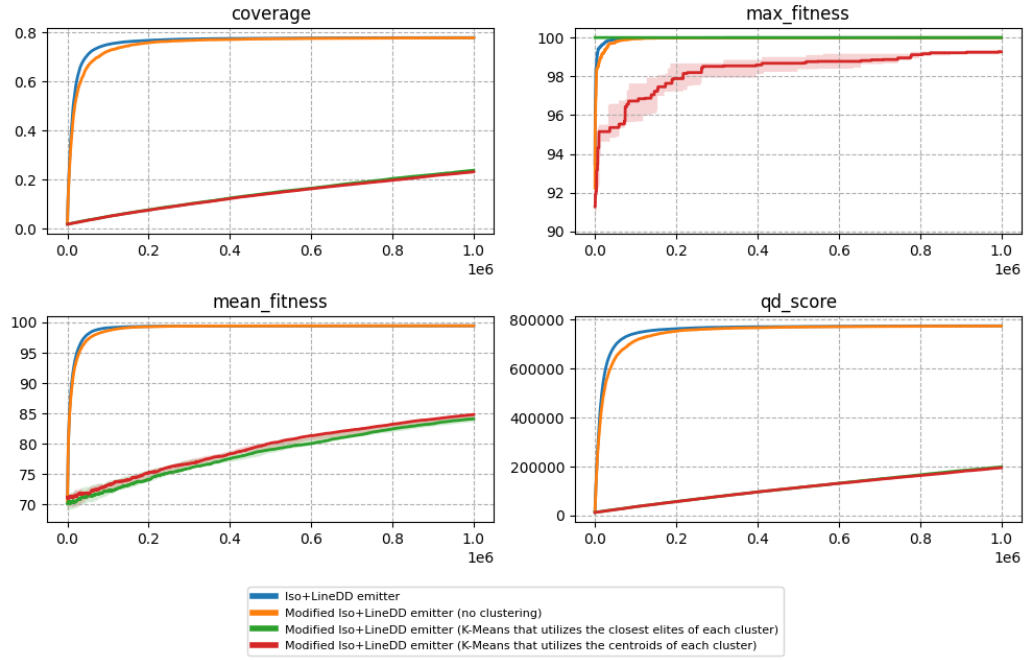 coverage
max_fitness
0.8
0.6
0.4
0.2
0.0
0.0 0.2 0.4 0.6 0.8 1.0
1e6
100
98
96
94
92
90
0.0 0.2 0.4 0.6 0.8 1.0
1e6
mean_fitness
qd_score
100
95
90
85
80
75
70
0.0 0.2 0.4 0.6 0.8 1.0
1e6
800000
600000
400000
200000
0
0.0 0.2 0.4 0.6 0.8 1.0
1e6
Iso+LineDD emitter
Modified Iso+LineDD emitter (no clustering)
Modified Iso+LineDD emitter (K-Means that utilizes the closest elites of each cluster)
Modified Iso+LineDD emitter (K-Means that utilizes the centroids of each cluster)